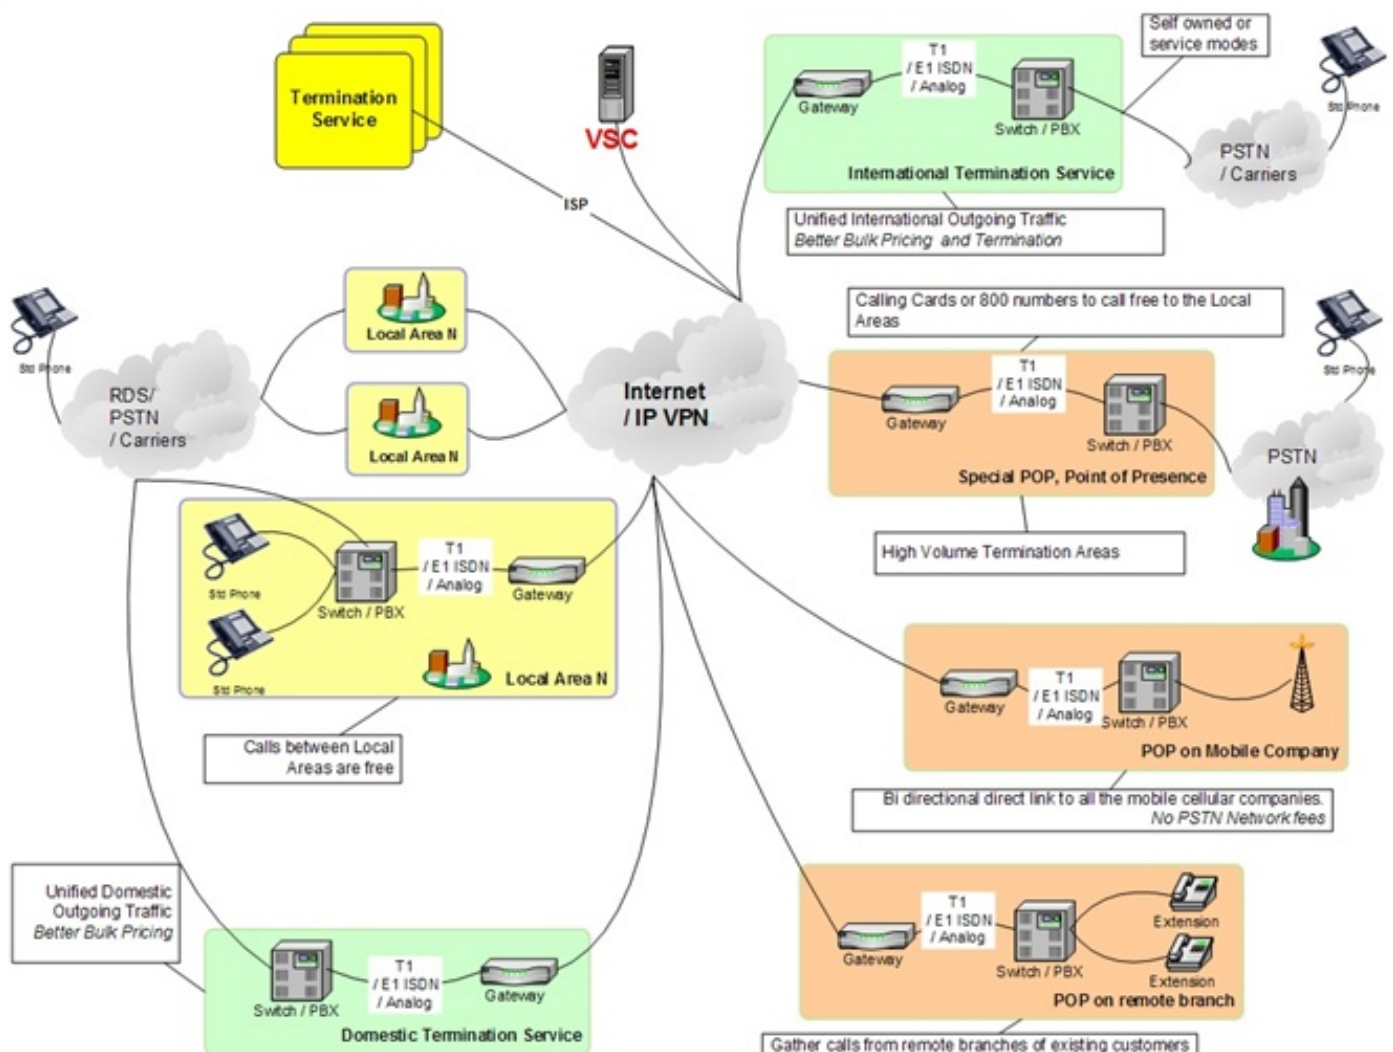 Termination
Service
VSC
ISP
Gateway
T1
/ E1 ISDN
/ Analog
Switch / PBX
International Termination Service
Self owned or
service modes
Std Phone
PSTN
/ Carriers
Unified International Outgoing Traffic
Better Bulk Pricing and Termination
Std Phone
RDS/
PSTN
/ Carriers
Local Area N
Local Area N
Internet
/ IP VPN
Calling Cards or 800 numbers to call free to the Local
Areas
Gateway
T1
/ E1 ISDN
/ Analog
Switch / PBX
Special POP, Point of Presence
Std Phone
PSTN
High Volume Termination Areas
Std Phone
Std Phone
Switch / PBX
T1
/ E1 ISDN
/ Analog
Gateway
Local Area N
Calls between Local
Areas are free
Gateway
T1
/ E1 ISDN
/ Analog
Switch / PBX
POP on Mobile Company
Bi directional direct link to all the mobile cellular companies.
No PSTN Network fees
Unified Domestic
Outgoing Traffic
Better Bulk Pricing
Switch / PBX
T1
/ E1 ISDN
/ Analog
Gateway
Domestic Termination Service
Gateway
T1
/ E1 ISDN
/ Analog
Switch / PBX
Extension
Extension
POP on remote branch
Gather calls from remote branches of existing customers